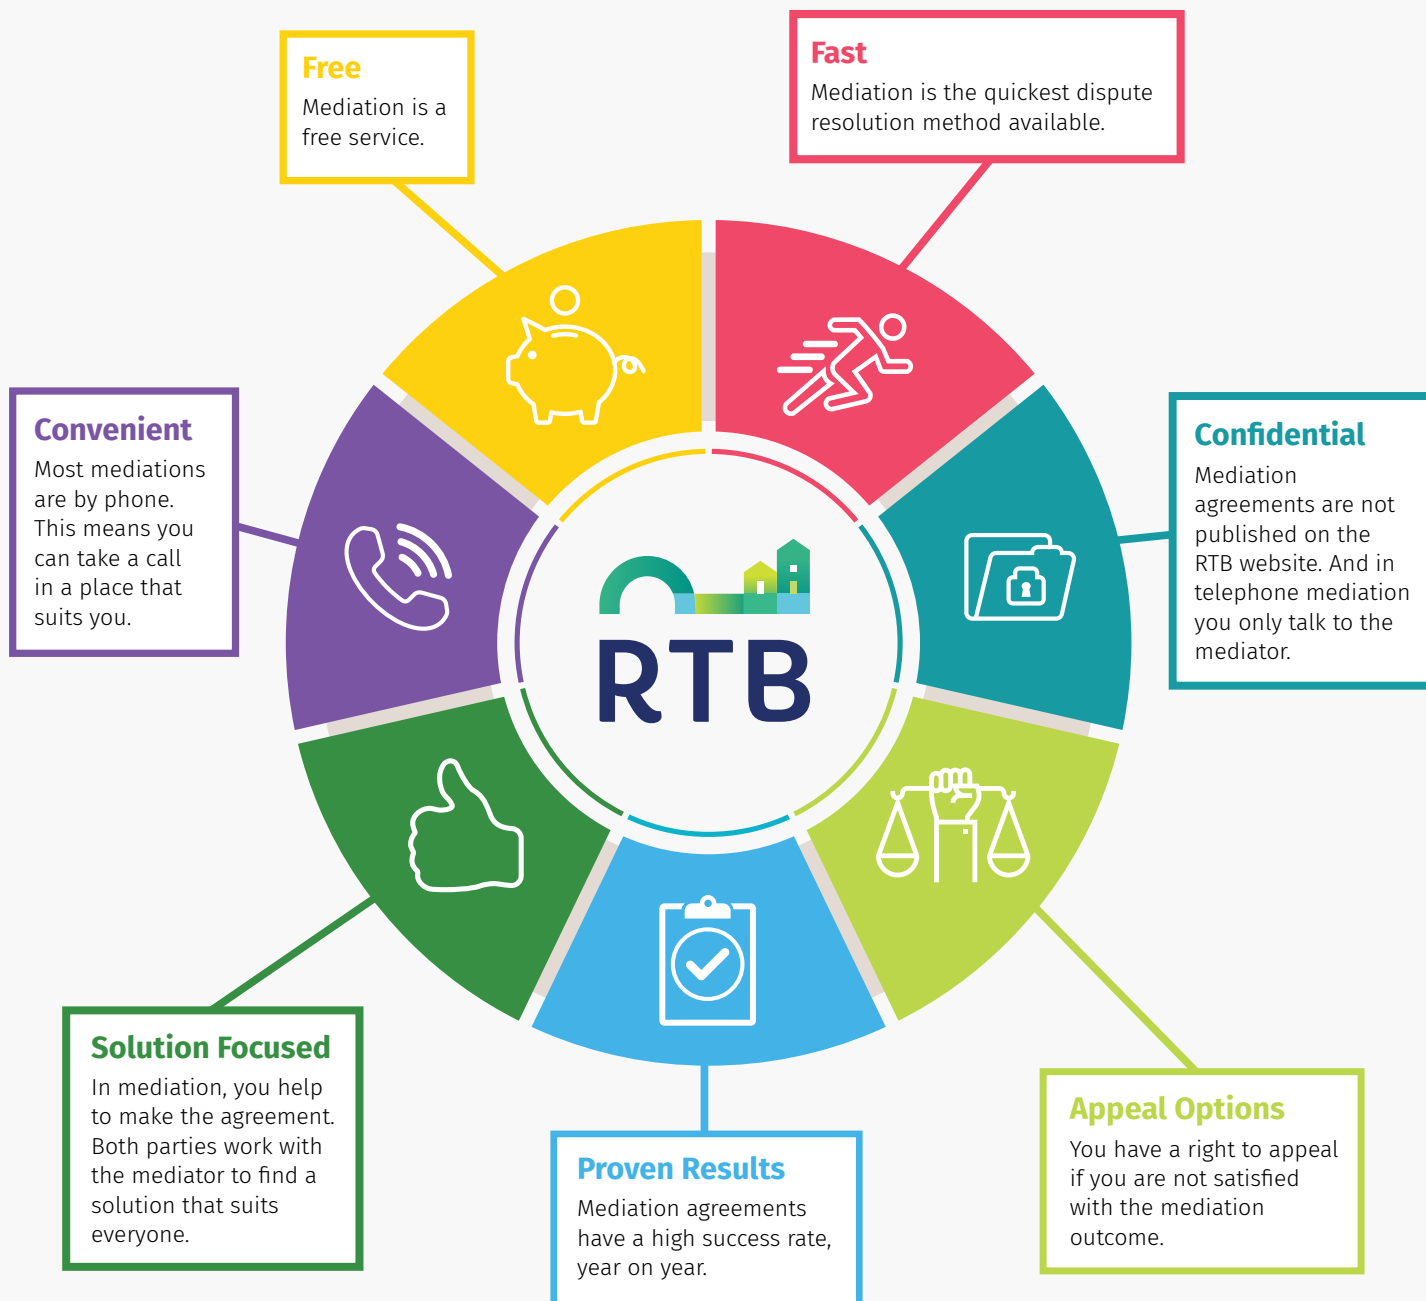 Free
Mediation is a
free service.
Fast
Mediation is the quickest dispute
resolution method available.
Confidential
Mediation
agreements are not
published on the
RTB website. And in
telephone mediation
you only talk to the
mediator.
Appeal Options
You have a right to appeal
if you are not satisfied
with the mediation
outcome.
Proven Results
Mediation agreements
have a high success rate,
year on year.
Solution Focused
In mediation, you help
to make the agreement.
Both parties work with
the mediator to find a
solution that suits
everyone.
Convenient
Most mediations
are by phone.
This means you
can take a call
in a place that
suits you.
RTB